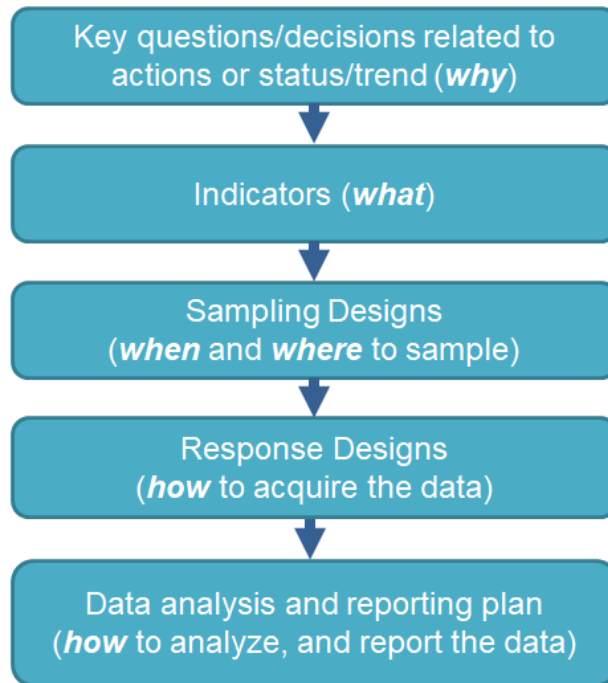 Key questions/decisions related to
actions or status/trend (why)
Indicators (what)
Sampling Designs
(when and where to sample)
Response Designs
(how to acquire the data)
Data analysis and reporting plan
(how to analyze, and report the data)